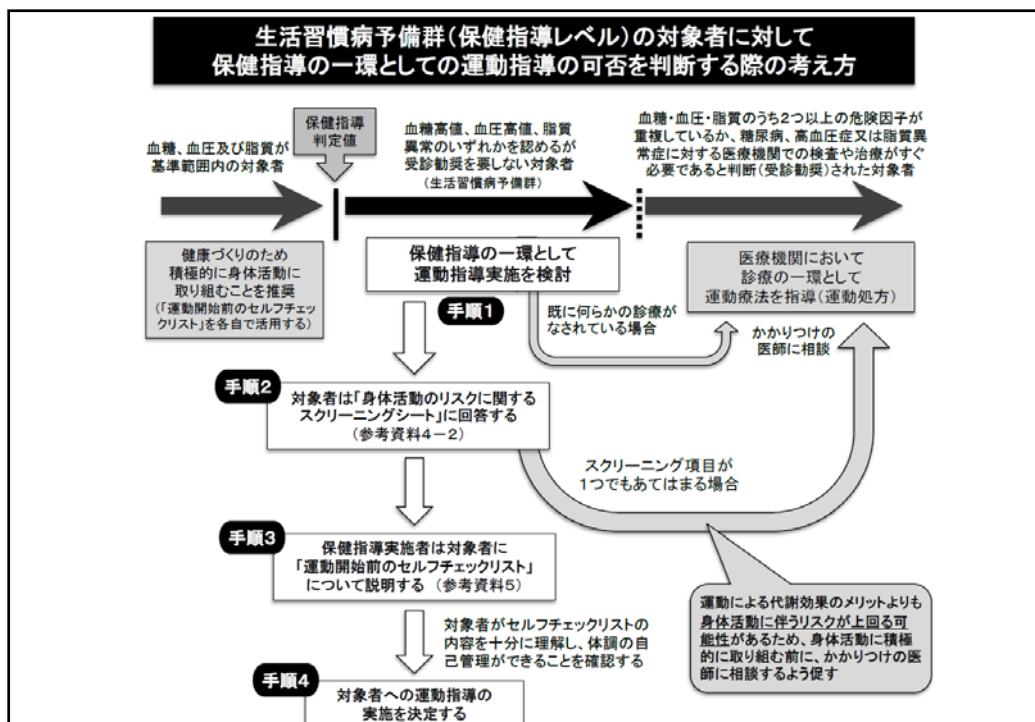 生活習慣病予備群(保健指導レベル)の対象者に対して
保健指導の一環としての運動指導の可否を判断する際の考え方
血糖、血圧及び脂質が
基準範囲内の対象者
保健指導
判定値
血糖高値、血圧高値、脂質
異常のいずれかを認めるが
受診勧奨を要しない対象者
(生活習慣病予備群)
血糖・血圧・脂質のうち2つ以上の危険因子が
重複しているか、糖尿病、高血圧症又は脂質異
常症に対する医療機関での検査や治療がすぐ
必要であると判断(受診勧奨)された対象者
健康づくりのため
積極的に身体活動に
取り組むことを推奨
(「運動開始前のセルフチェッ
クリスト」を各自で活用する)
保健指導の一環として
運動指導実施を検討
医療機関において
診療の一環として
運動療法を指導(運動処方)
手順1
既に何らかの診療が
なされている場合
かかりつけの
医師に相談
手順2
対象者は「身体活動のリスクに関する
スクリーニングシート」に回答する
(参考資料4-2)
スクリーニング項目が
1つでもあてはまる場合
手順3
保健指導実施者は対象者に
「運動開始前のセルフチェックリスト」
について説明する (参考資料5)
運動による代謝効果のメリットよりも
身体活動に伴うリスクが上回る可
能性があるため、身体活動に積極
的に取り組む前に、かかりつけの医
師に相談するよう促す
対象者がセルフチェックリストの
内容を十分に理解し、体調の自
己管理ができることを確認する
手順4
対象者への運動指導の
実施を決定する